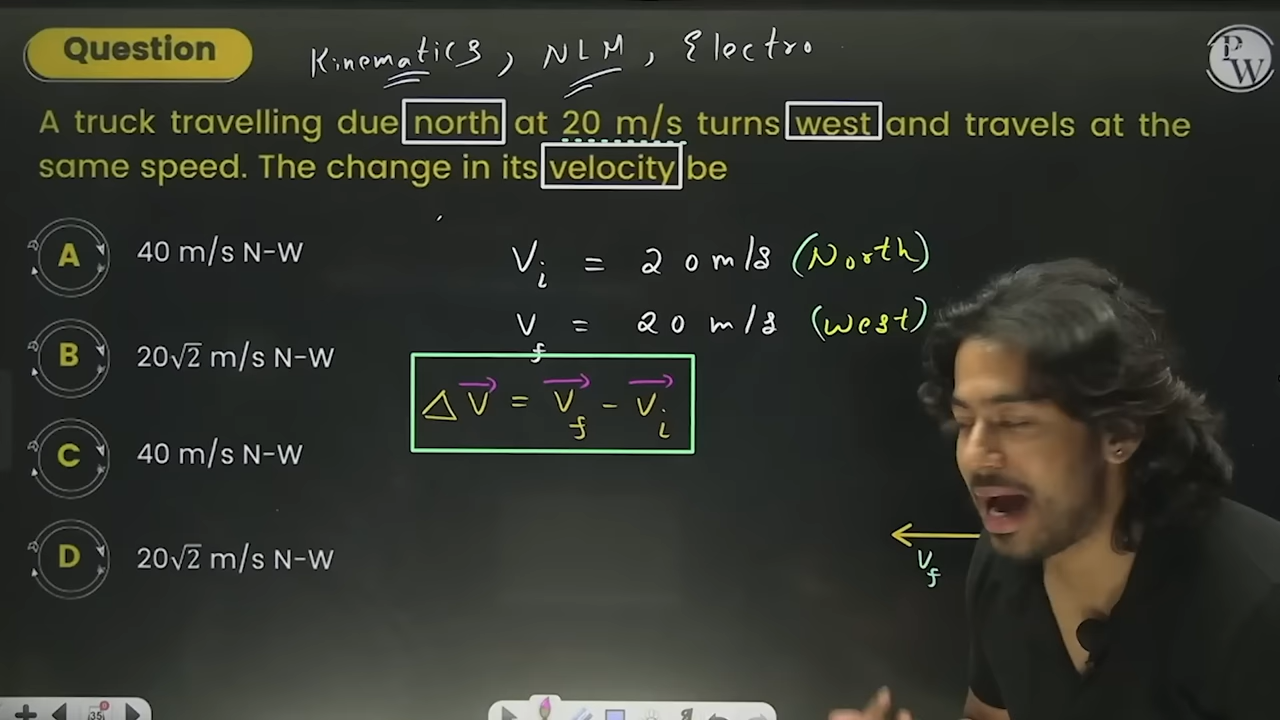 Question
Kinematics, NLM, Electro
PW
A truck travelling due north at 20 m/s turns west and travels at the
same speed. The change in its velocity be
A 40 m/s N-W
B 20√2 m/s N-W
C 40 m/s N-W
D 20√2 m/s N-W
Vi = 20 m/s (North)
Vf = 20 m/s (west)
ΔV⃗ = V⃗f - V⃗i
Vf
35